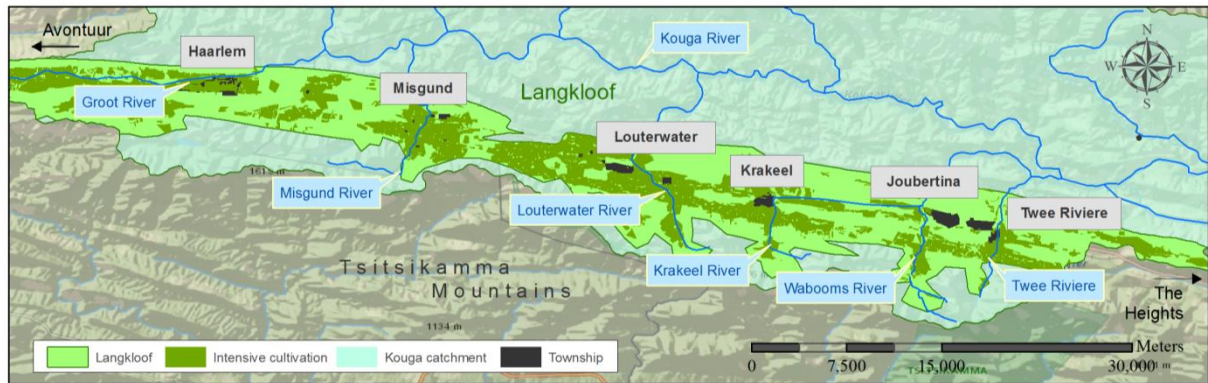 Avontuur
Haarlem
Kouga River
N
W
E
S
Misgund
Langkloof
Groot River
Louterwater
Krakeel
Joubertina
Misgund River
Twee Riviere
Louterwater River
Tsitsikamma
Mountains
Krakeel River
Wabooms River
Twee Riviere
The
Heights
1134 m
Langkloof
Intensive cultivation
Kouga catchment
Township
Meters
0
7,500
15,000
30,000
TSITSIKAMMA